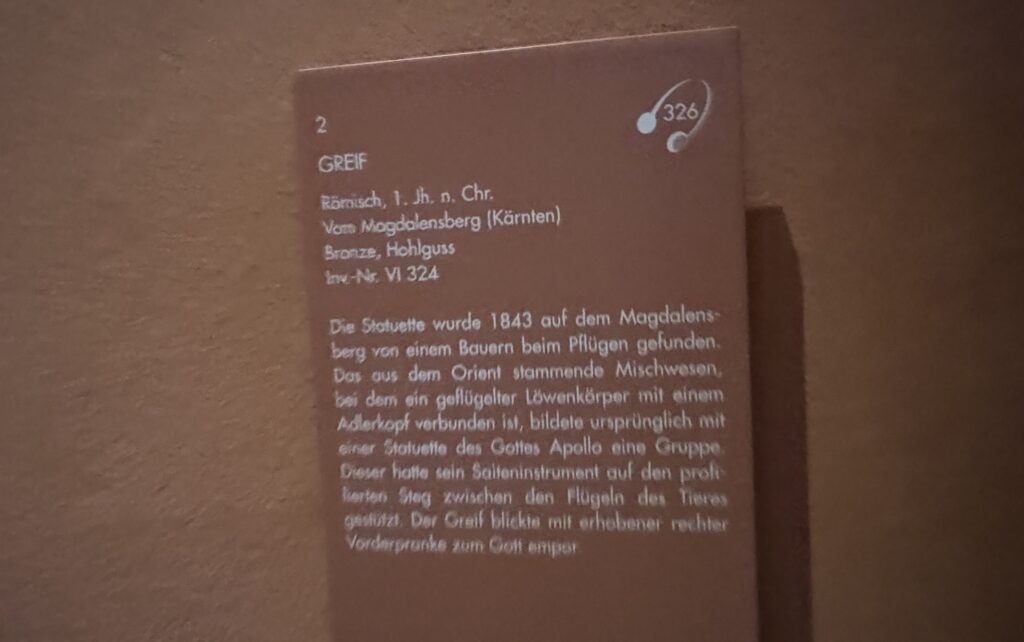 2
326
GREIF
Römisch, 1. Jh. n. Chr.
Vom Magdalensberg (Kärnten)
Bronze, Hohlguss
Inv.-Nr. VI 324
Die Statuette wurde 1843 auf dem Magdalens-
berg von einem Bauern beim Pflügen gefunden.
Das aus dem Orient stammende Mischwesen,
bei dem ein geflügelter Löwenkörper mit einem
Adlerkopf verbunden ist, bildete ursprünglich mit
einer Statuette des Gottes Apollo eine Gruppe.
Dieser hatte sein Saiteninstrument auf den profi-
lierten Steg zwischen den Flügeln des Tieres
gestützt. Der Greif blickte mit erhobener rechter
Vorderpranke zum Gott empor.